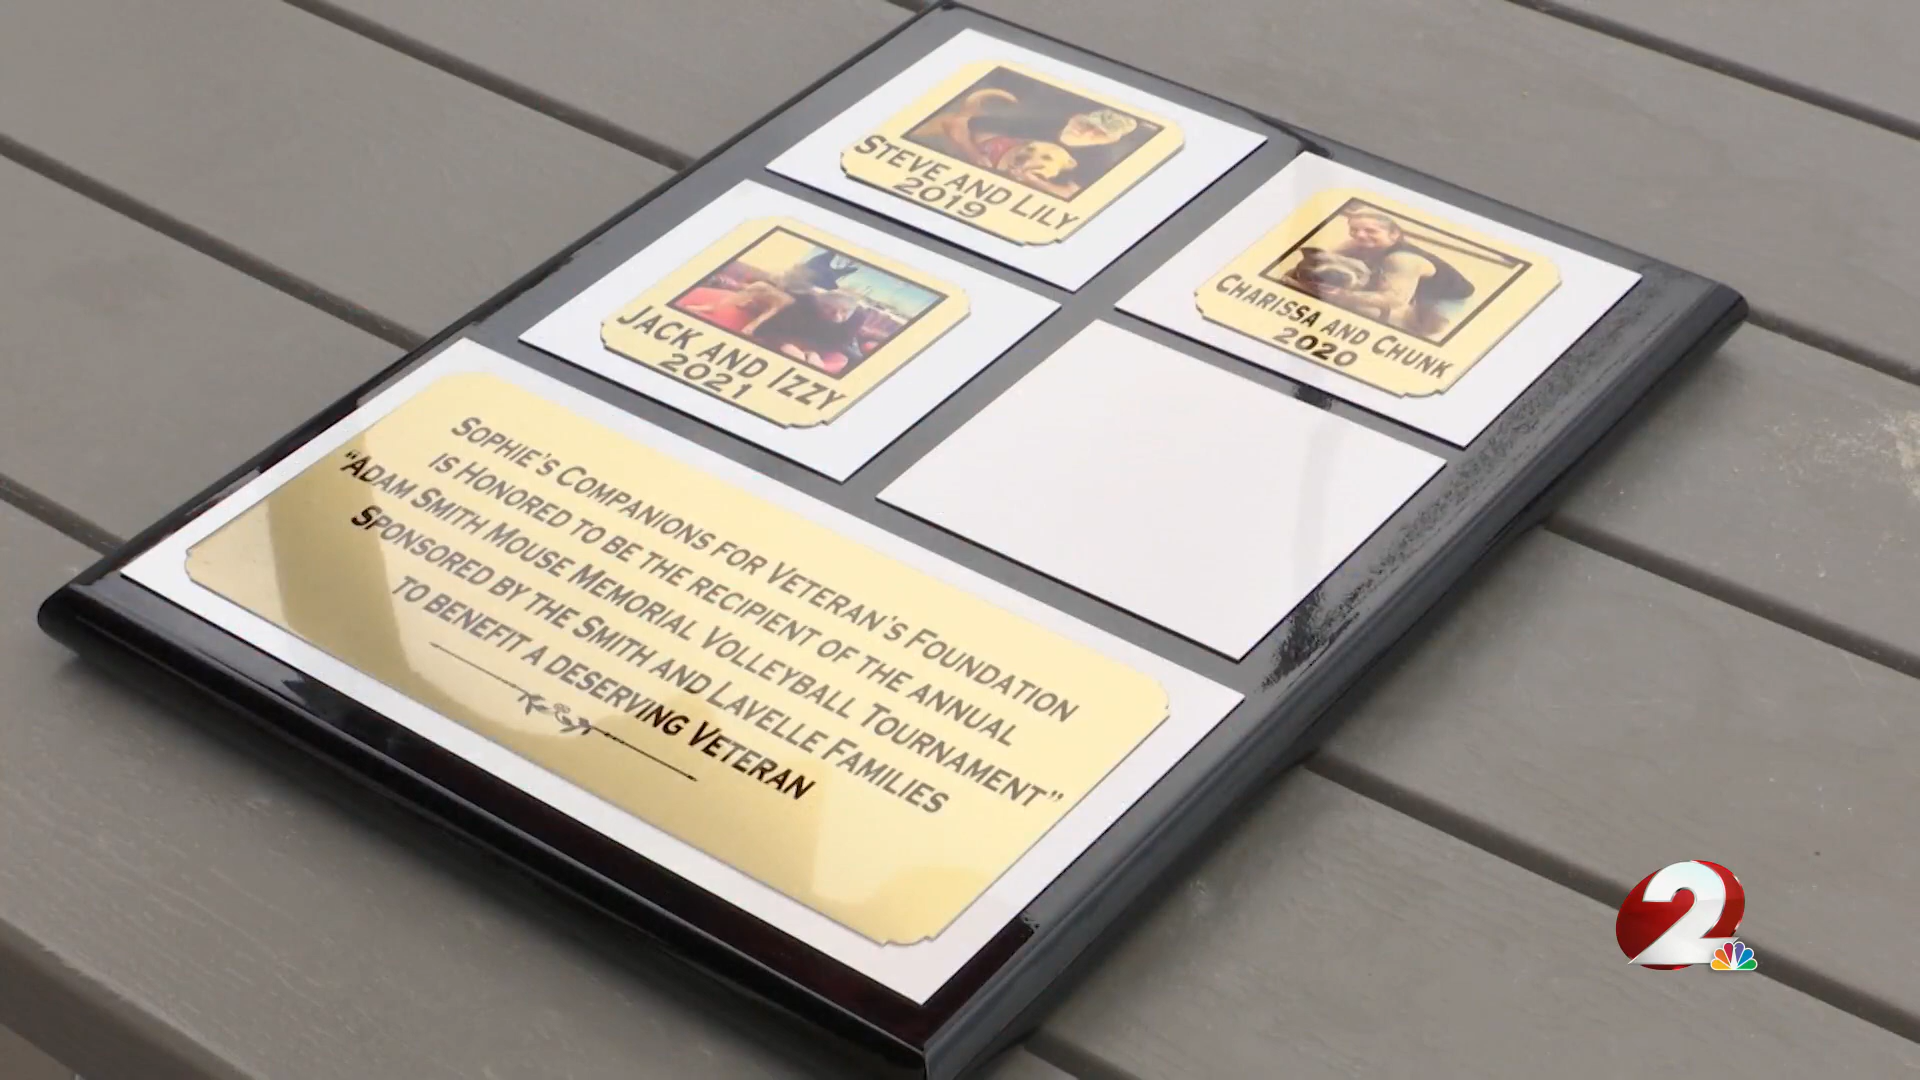 STEVE AND LILY
2019
CHARISSA AND CHUNK
2020
JACK AND IZZY
2021
SOPHIE'S COMPANIONS FOR VETERAN'S FOUNDATION
IS HONORED TO BE THE RECIPIENT OF THE ANNUAL
"ADAM SMITH MOUSE MEMORIAL VOLLEYBALL TOURNAMENT"
SPONSORED BY THE SMITH AND LAVELLE FAMILIES
TO BENEFIT A DESERVING VETERAN
2